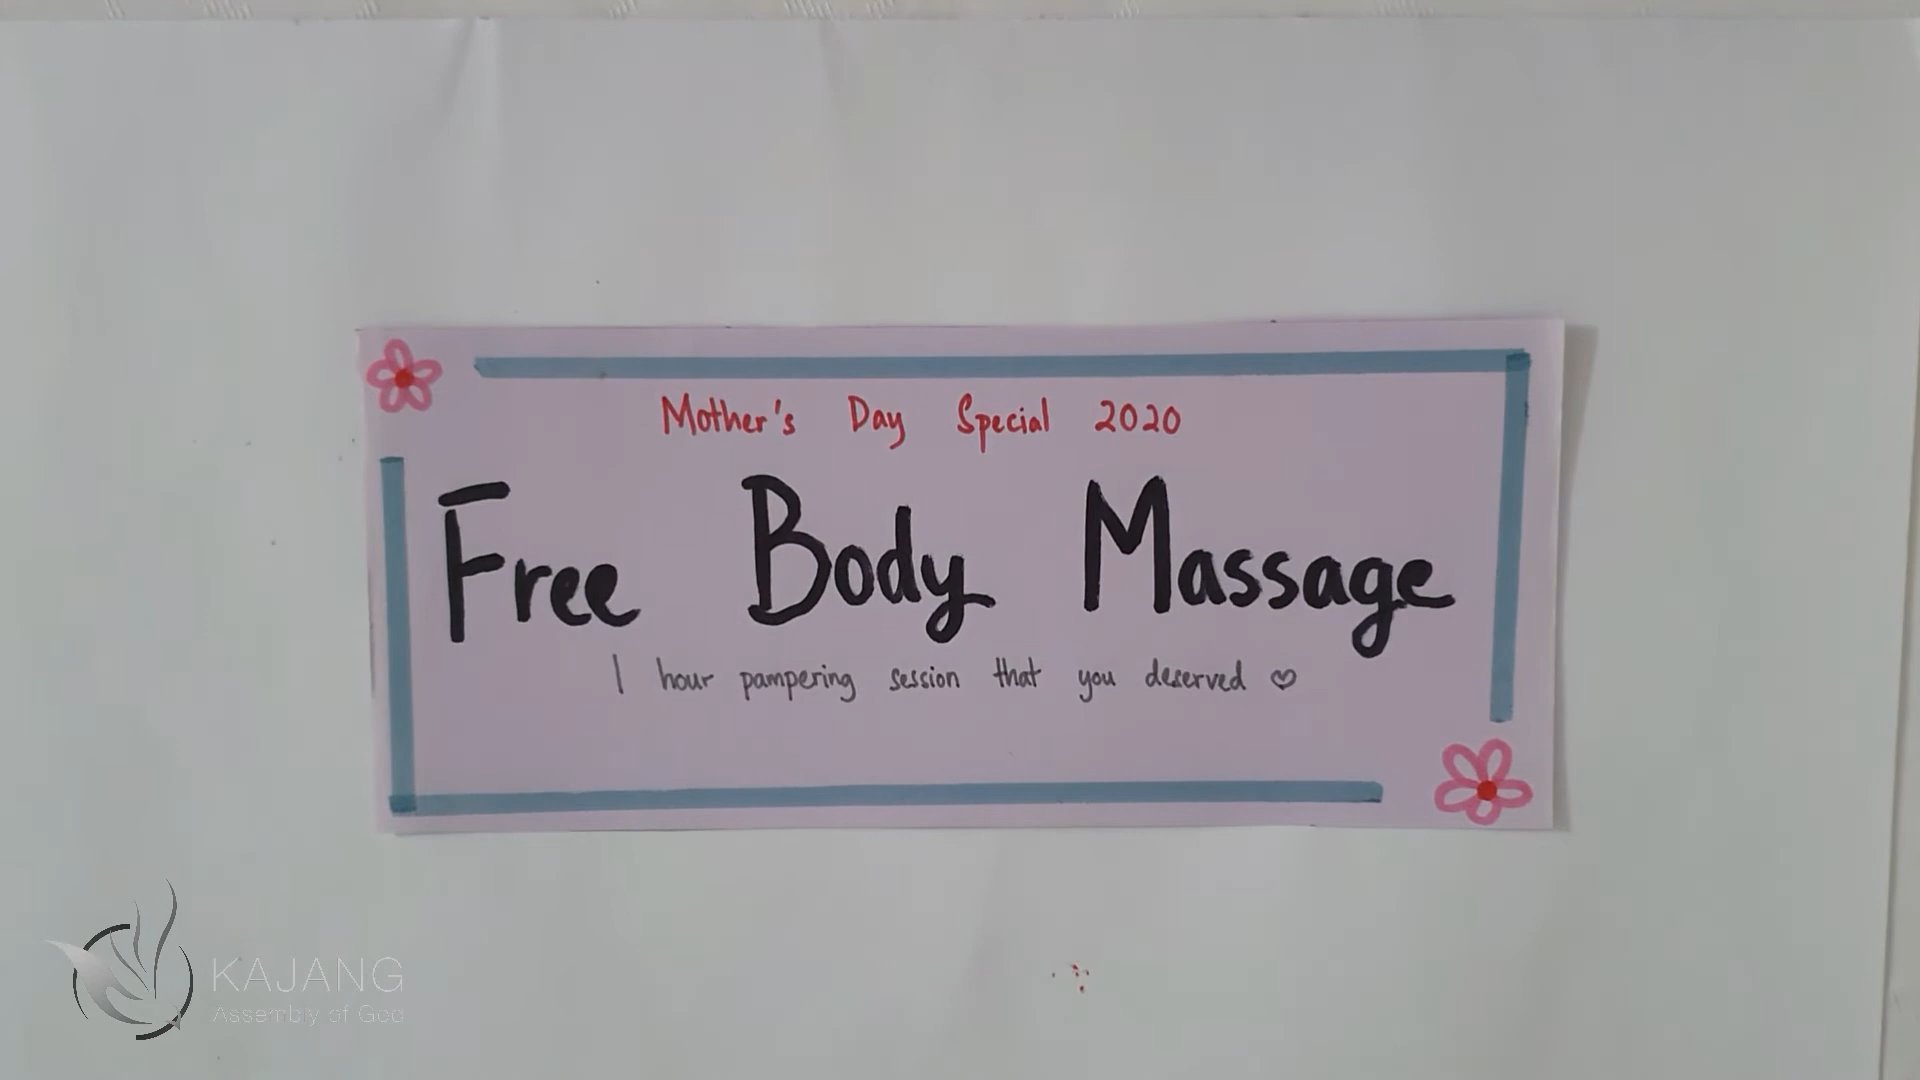 Mother's Day Special 2020
Free Body Massage
1 hour pampering session that you deserved ♡
KAJANG
Assembly of God